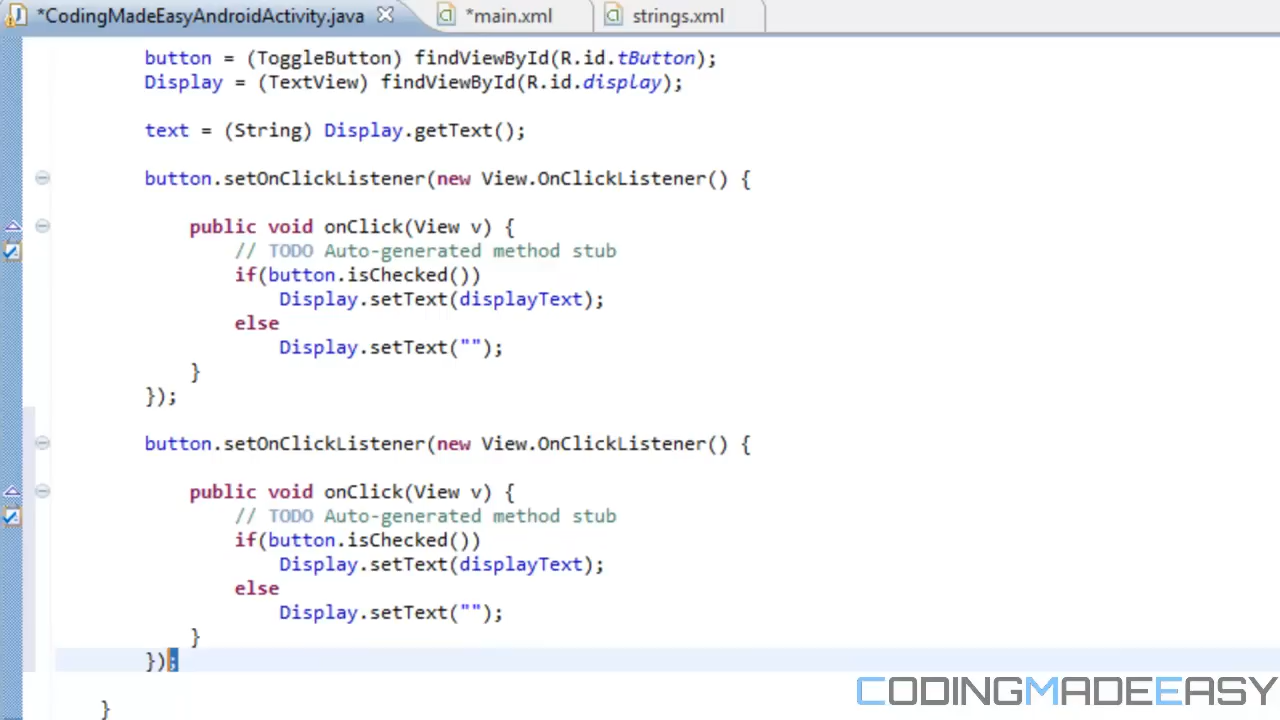 *CodingMadeEasyAndroidActivity.java *main.xml strings.xml
button = (ToggleButton) findViewById(R.id.tButton);
Display = (TextView) findViewById(R.id.display);
text = (String) Display.getText();
button.setOnClickListener(new View.OnClickListener() {
public void onClick(View v) {
// TODO Auto-generated method stub
if(button.isChecked())
Display.setText(displayText);
else
Display.setText("");
}
});
button.setOnClickListener(new View.OnClickListener() {
public void onClick(View v) {
// TODO Auto-generated method stub
if(button.isChecked())
Display.setText(displayText);
else
Display.setText("");
}
});
}
CODINGMADEEASY